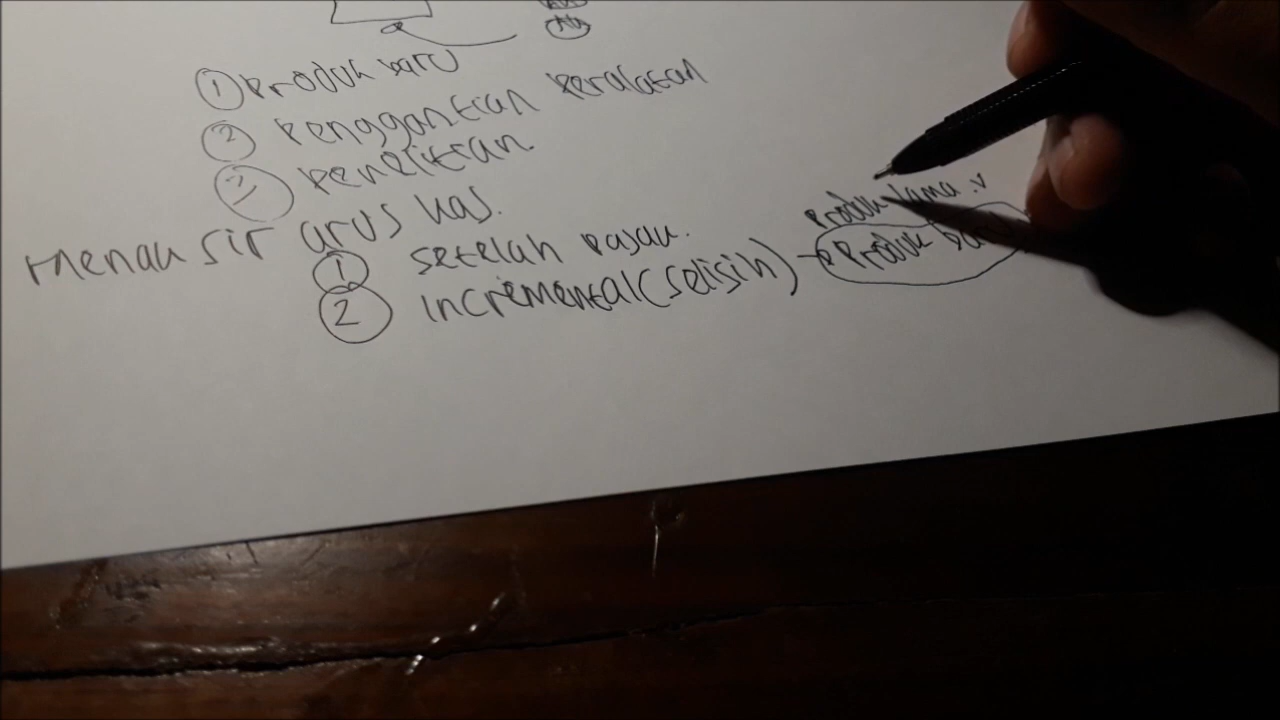 ① Produk baru
② Penggantian peralatan
③ Penelitian.
Menaksir arus kas.
① setelah pajak.
② incremental (selisih) → Produk baru
Produk lama.